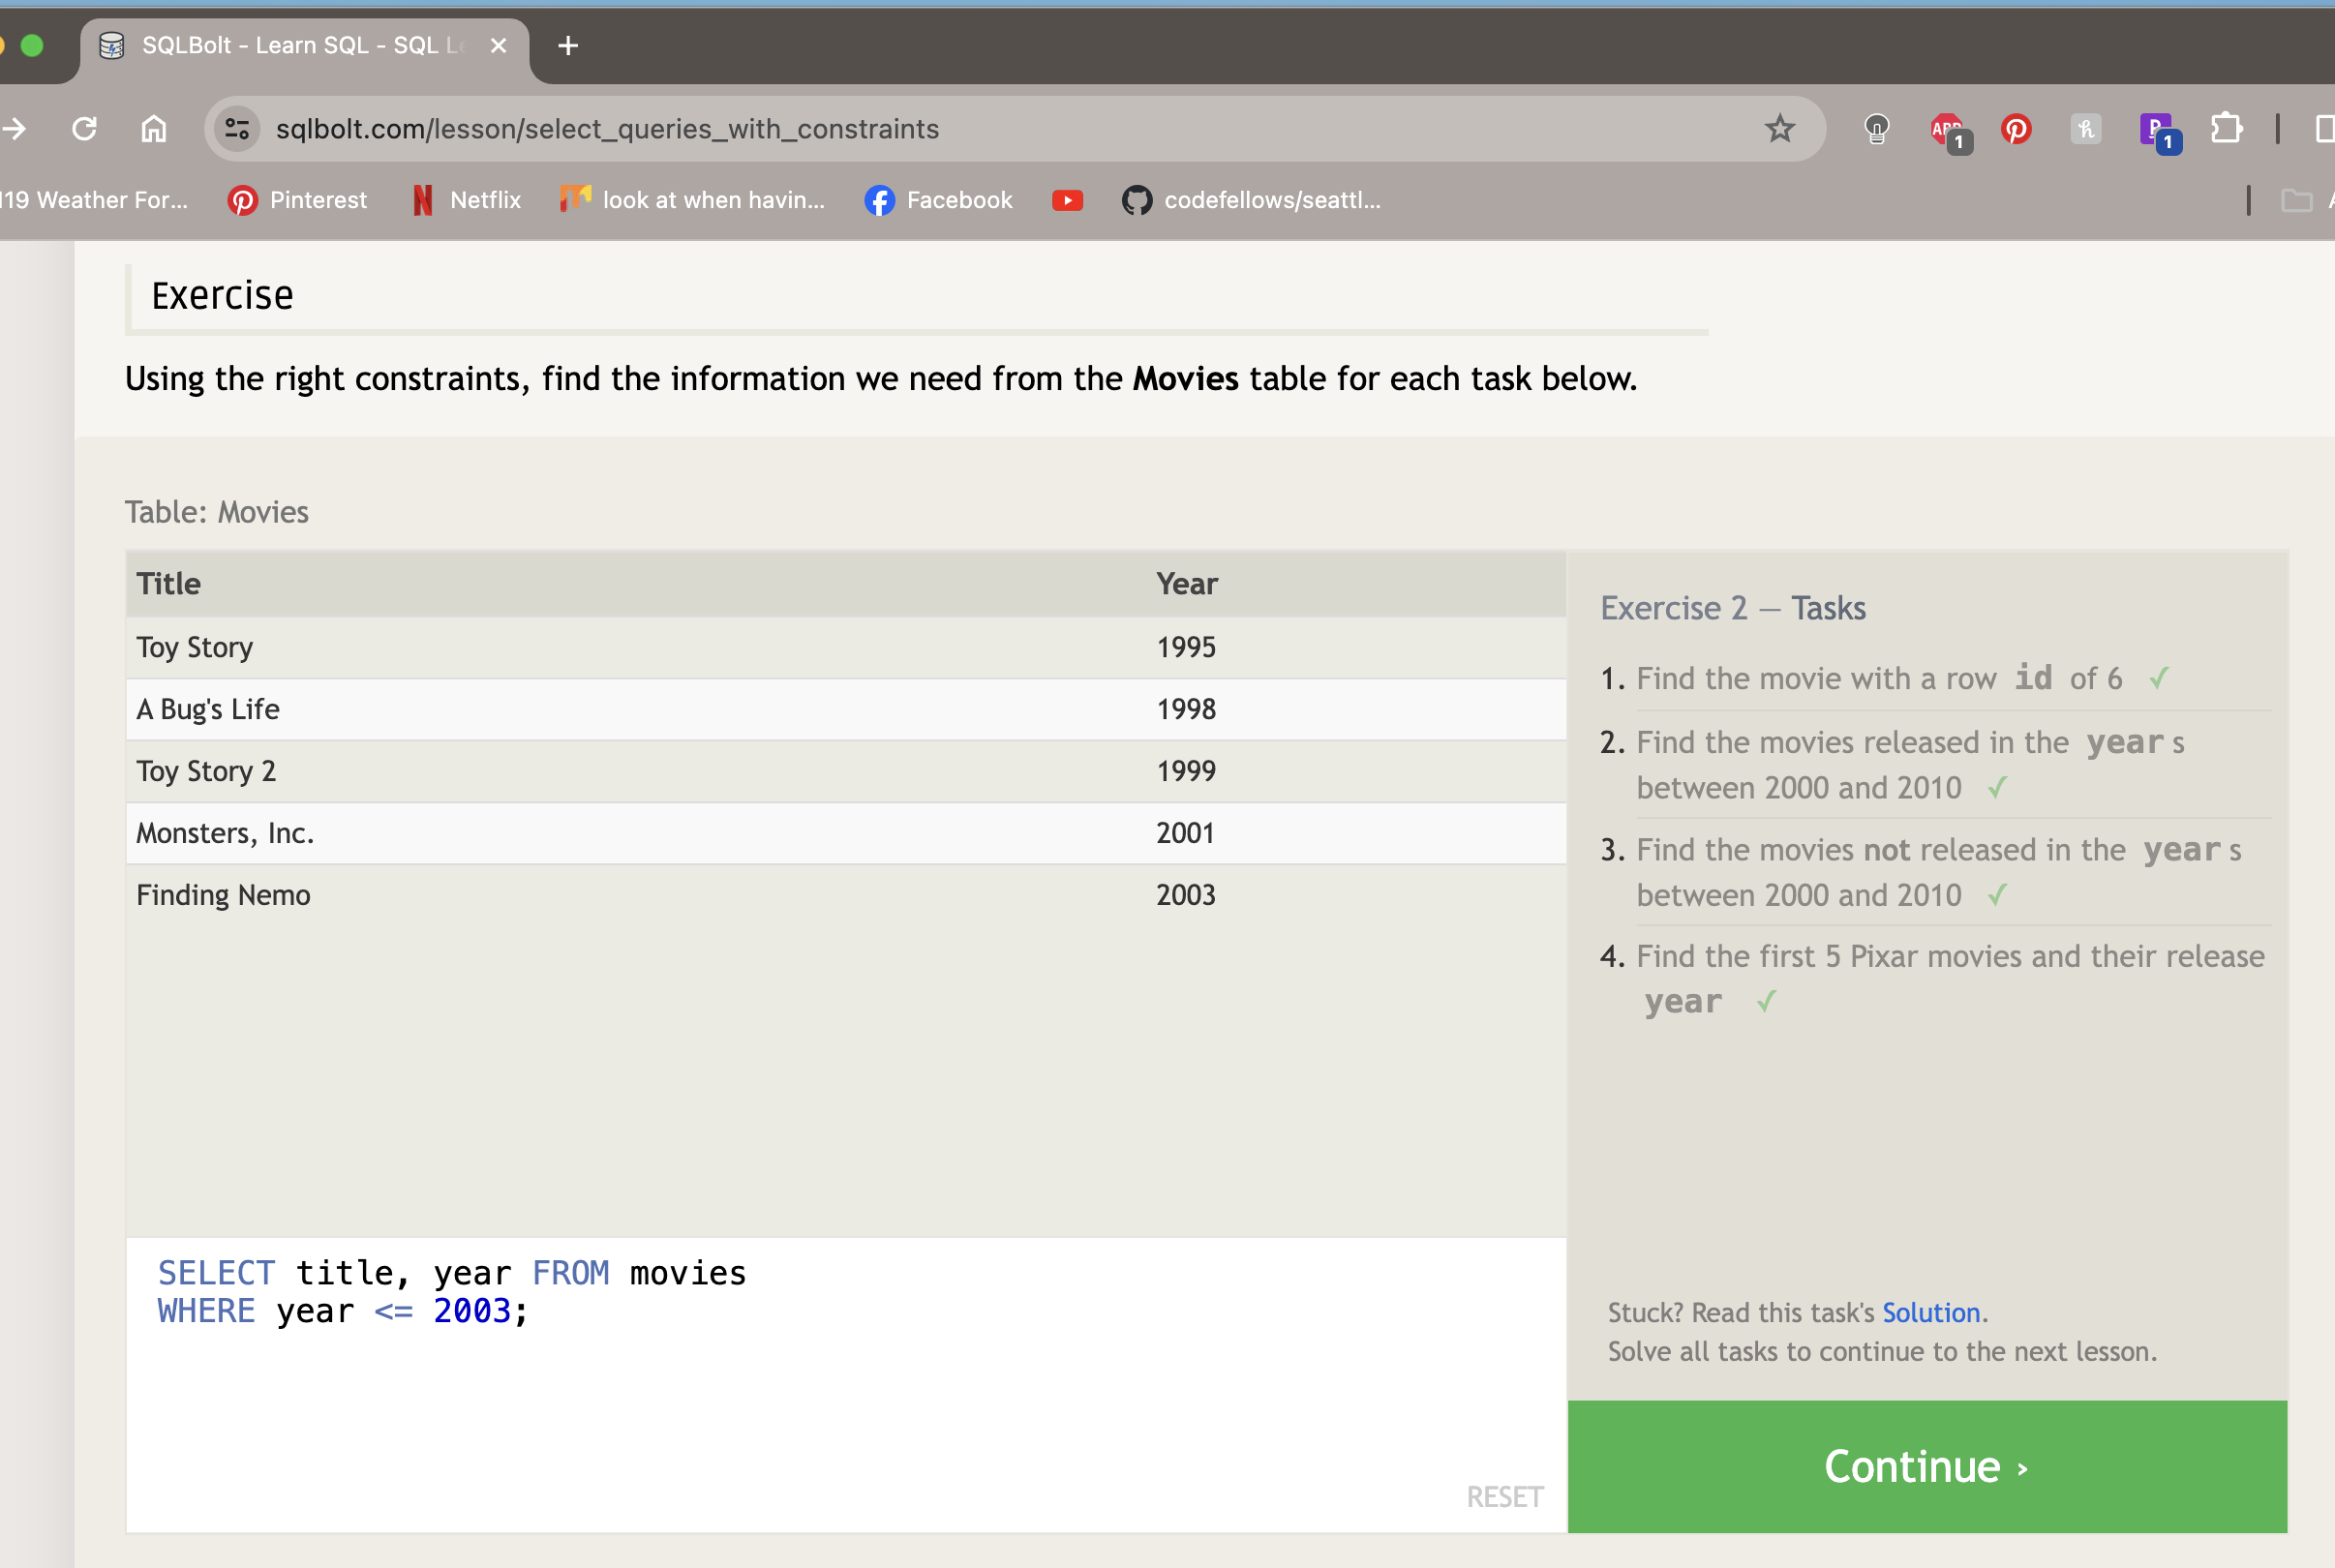 SQLBolt - Learn SQL - SQL Le
sqlbolt.com/lesson/select_queries_with_constraints
1
1
119 Weather For...
Pinterest
Netflix
look at when havin...
Facebook
codefellows/seattl...
Exercise
Using the right constraints, find the information we need from the Movies table for each task below.
Table: Movies
Title Year
Toy Story 1995
A Bug's Life 1998
Toy Story 2 1999
Monsters, Inc. 2001
Finding Nemo 2003
SELECT title, year FROM movies
WHERE year <= 2003;
RESET
Exercise 2 — Tasks
1. Find the movie with a row id of 6 ✓
2. Find the movies released in the years
between 2000 and 2010 ✓
3. Find the movies not released in the years
between 2000 and 2010 ✓
4. Find the first 5 Pixar movies and their release
year ✓
Stuck? Read this task's Solution.
Solve all tasks to continue to the next lesson.
Continue ›